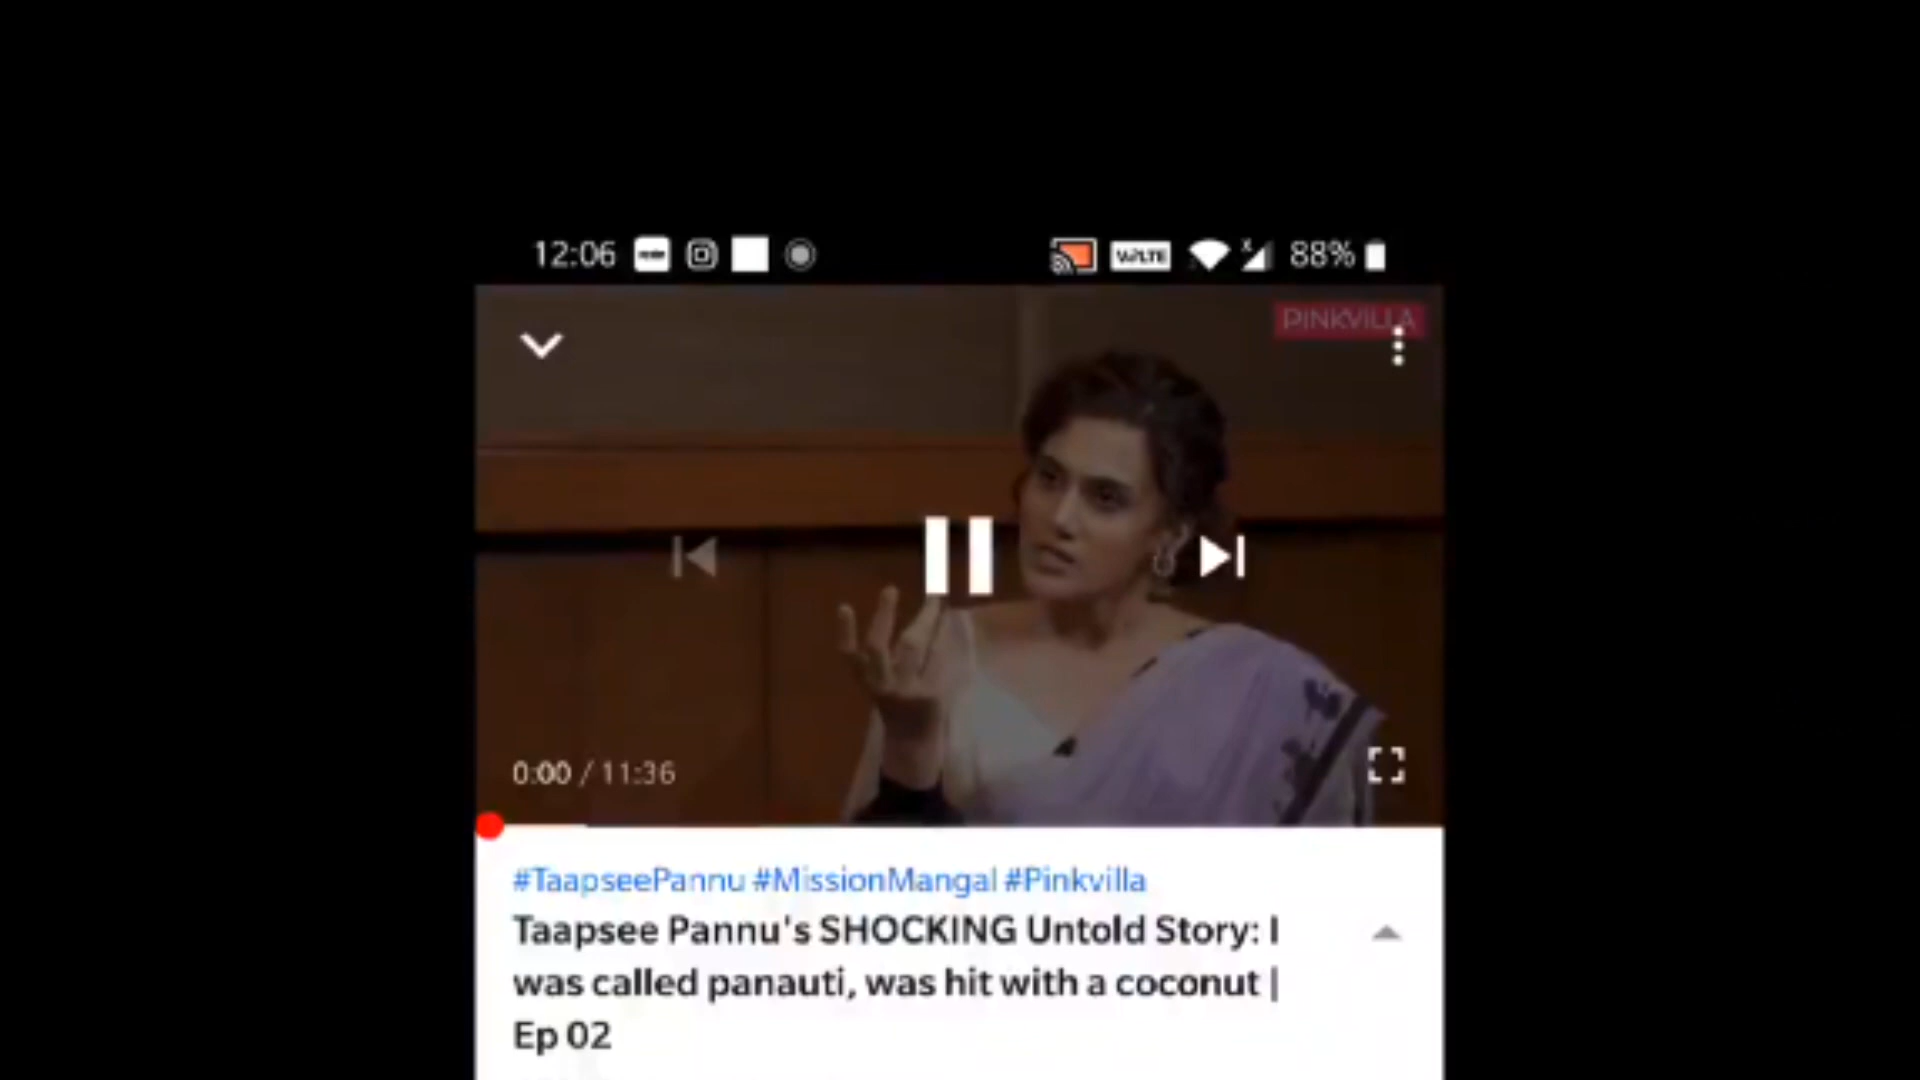 12:06
VoLTE
88%
PINKVILLA
0:00 / 11:36
#TaapseePannu #MissionMangal #Pinkvilla
Taapsee Pannu's SHOCKING Untold Story: I
was called panauti, was hit with a coconut |
Ep 02